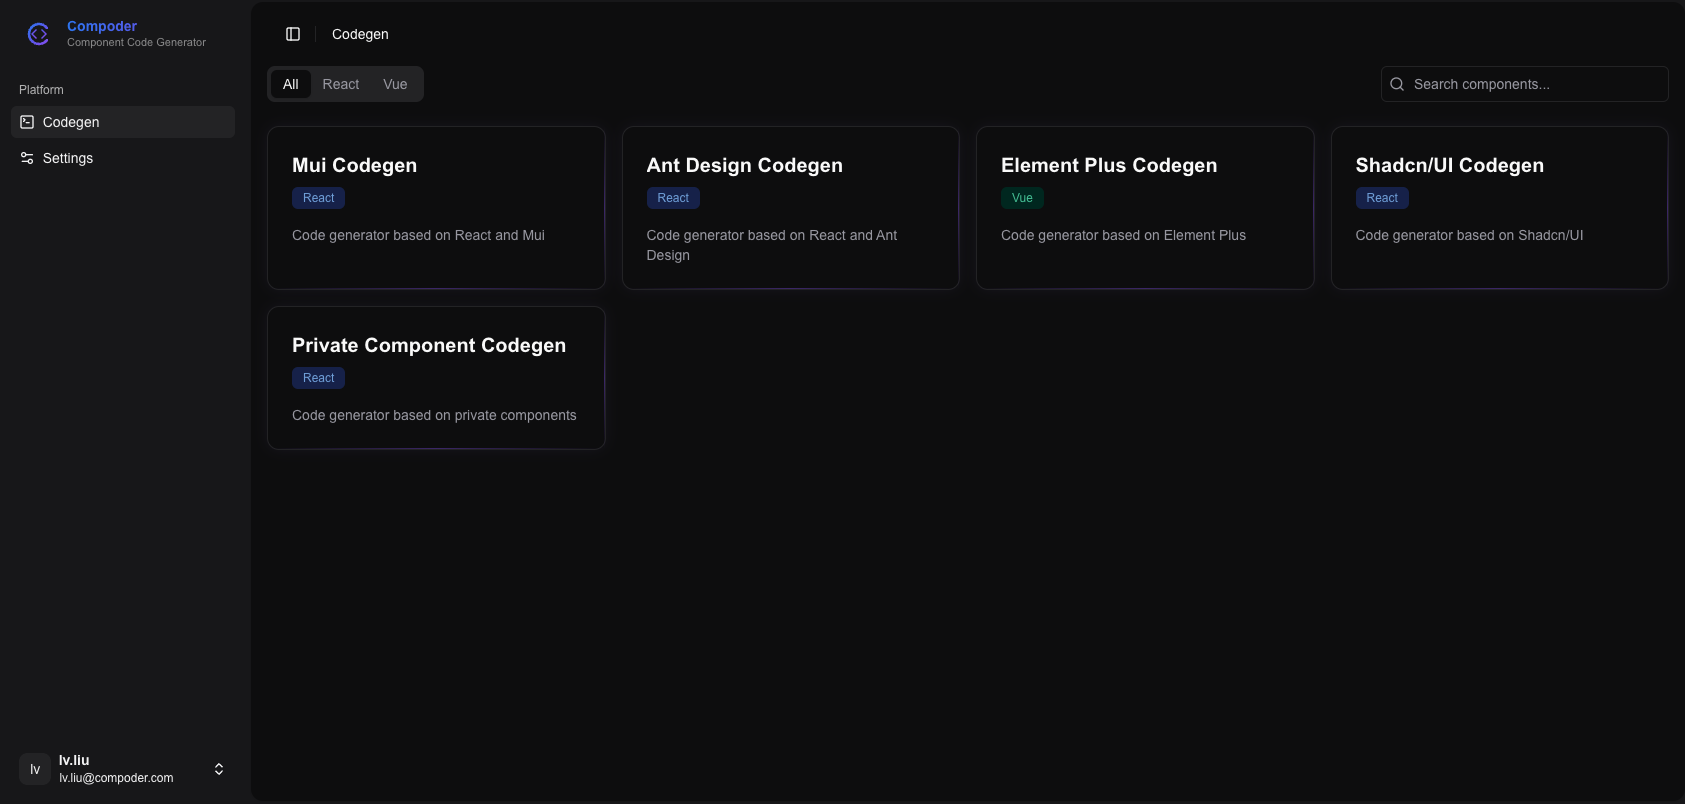 Compoder
Component Code Generator
Platform
Codegen
Settings
lv
lv.liu
lv.liu@compoder.com
Codegen
All
React
Vue
Search components...
Mui Codegen
React
Code generator based on React and Mui
Ant Design Codegen
React
Code generator based on React and Ant
Design
Element Plus Codegen
Vue
Code generator based on Element Plus
Shadcn/UI Codegen
React
Code generator based on Shadcn/UI
Private Component Codegen
React
Code generator based on private components